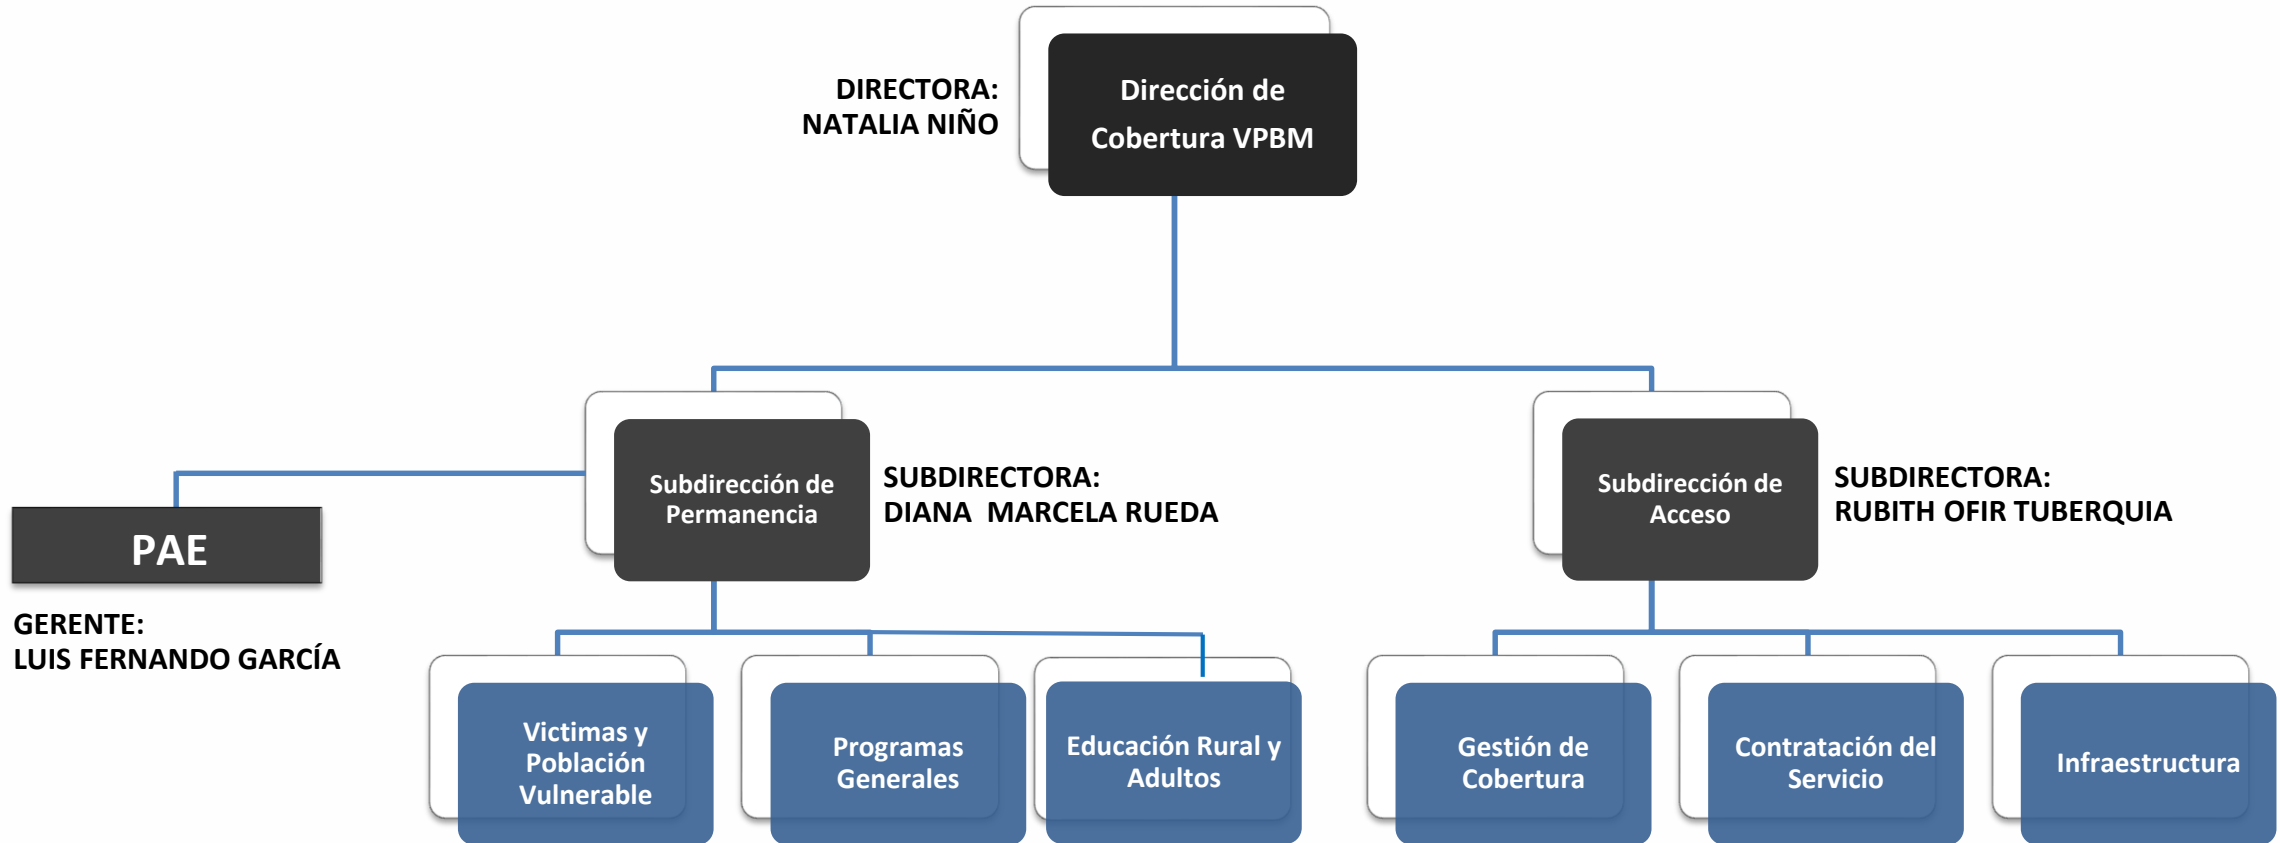 DIRECTORA:
NATALIA NIÑO
Dirección de
Cobertura VPBM
Subdirección de
Permanencia
SUBDIRECTORA:
DIANA  MARCELA RUEDA
Subdirección de
Acceso
SUBDIRECTORA:
RUBITH OFIR TUBERQUIA
PAE
GERENTE:
LUIS FERNANDO GARCÍA
Victimas y
Población
Vulnerable
Programas
Generales
Educación Rural y
Adultos
Gestión de
Cobertura
Contratación del
Servicio
Infraestructura